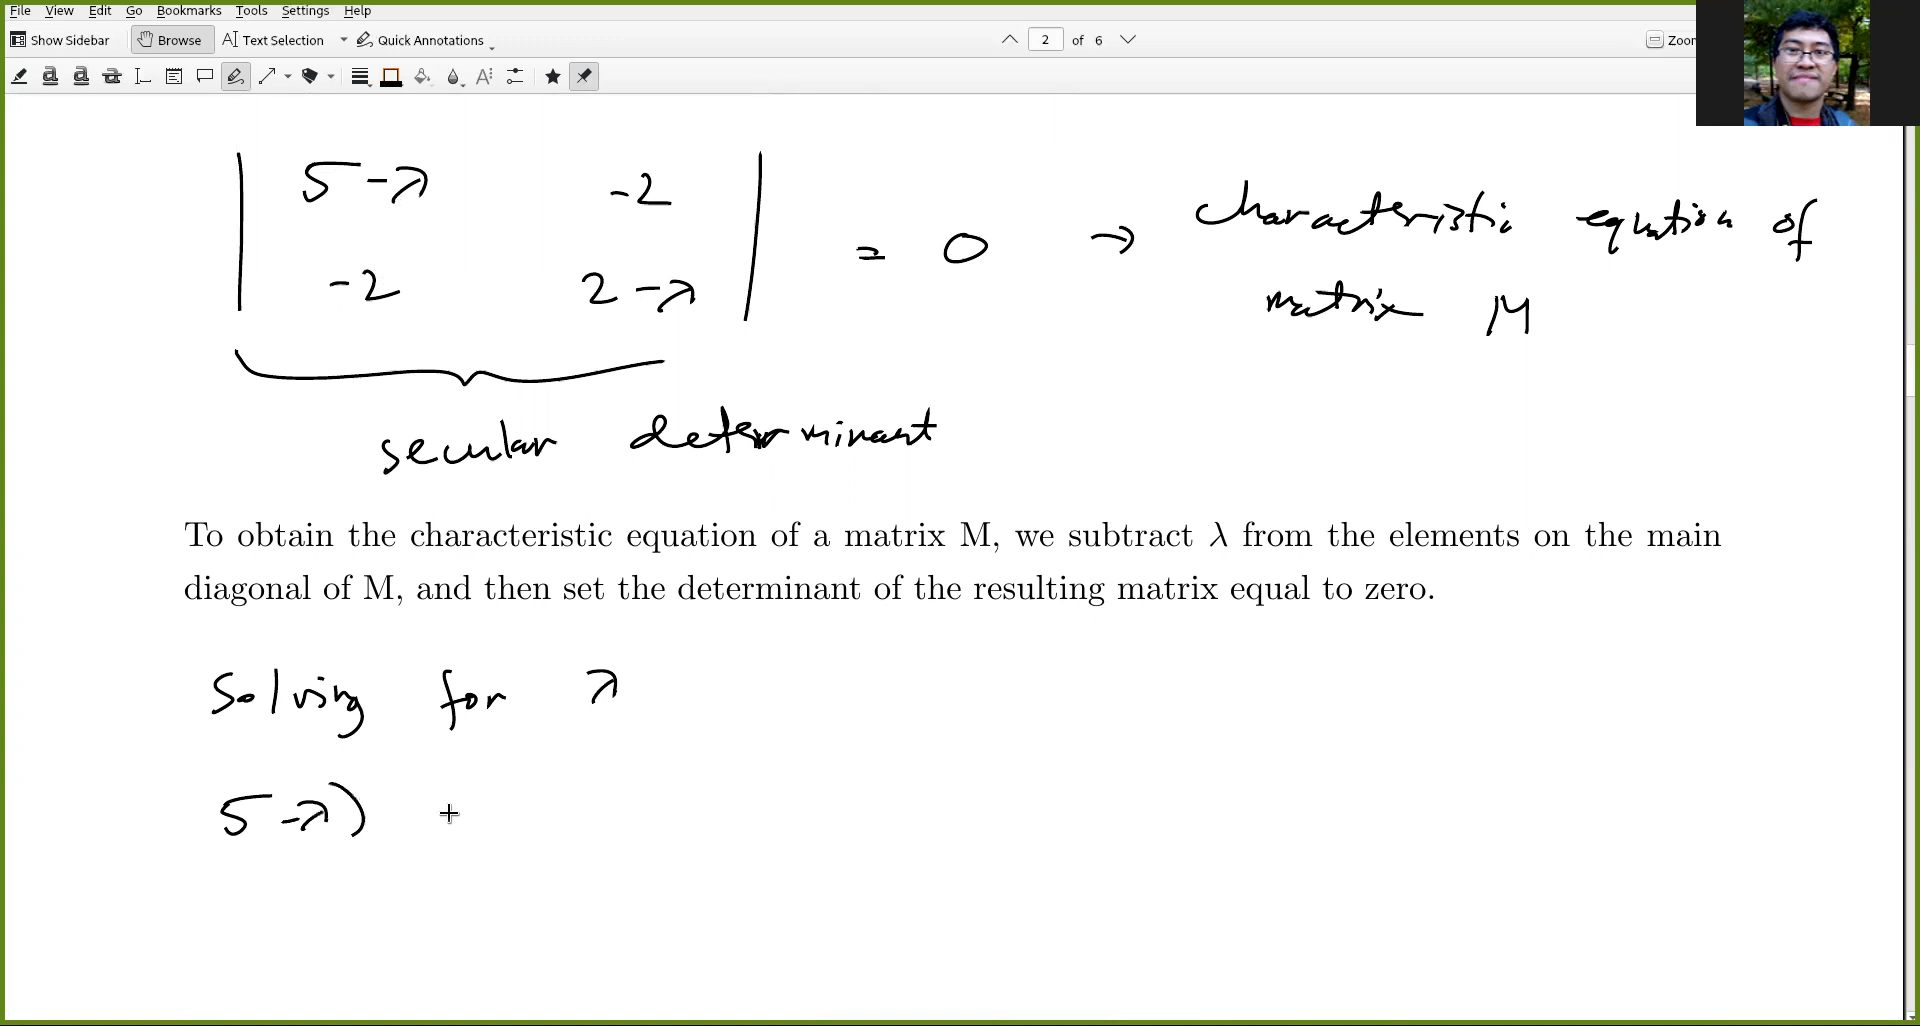 File View Edit Go Bookmarks Tools Settings Help
Show Sidebar Browse Text Selection Quick Annotations 2 of 6 Zoom
5-λ -2
-2 2-λ
= 0 → characteristic equation of
matrix M
secular determinant
To obtain the characteristic equation of a matrix M, we subtract λ from the elements on the main
diagonal of M, and then set the determinant of the resulting matrix equal to zero.
Solving for λ
5-λ)